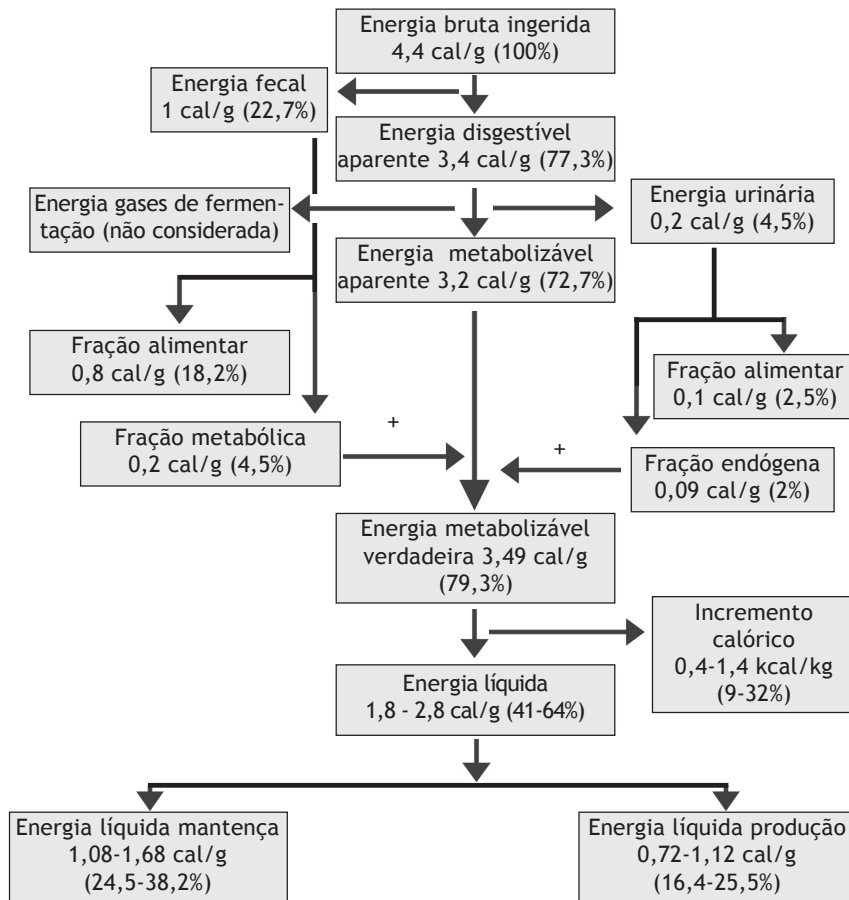 Energia bruta ingerida
4,4 cal/g (100%)
Energia fecal
1 cal/g (22,7%)
Energia disgestível
aparente 3,4 cal/g (77,3%)
Energia gases de fermen-
tação (não considerada)
Energia urinária
0,2 cal/g (4,5%)
Energia metabolizável
aparente 3,2 cal/g (72,7%)
Fração alimentar
0,8 cal/g (18,2%)
Fração alimentar
0,1 cal/g (2,5%)
Fração metabólica
0,2 cal/g (4,5%)
+
+
Fração endógena
0,09 cal/g (2%)
Energia metabolizável
verdadeira 3,49 cal/g
(79,3%)
Incremento
calórico
0,4-1,4 kcal/kg
(9-32%)
Energia líquida
1,8 - 2,8 cal/g (41-64%)
Energia líquida mantença
1,08-1,68 cal/g
(24,5-38,2%)
Energia líquida produção
0,72-1,12 cal/g
(16,4-25,5%)